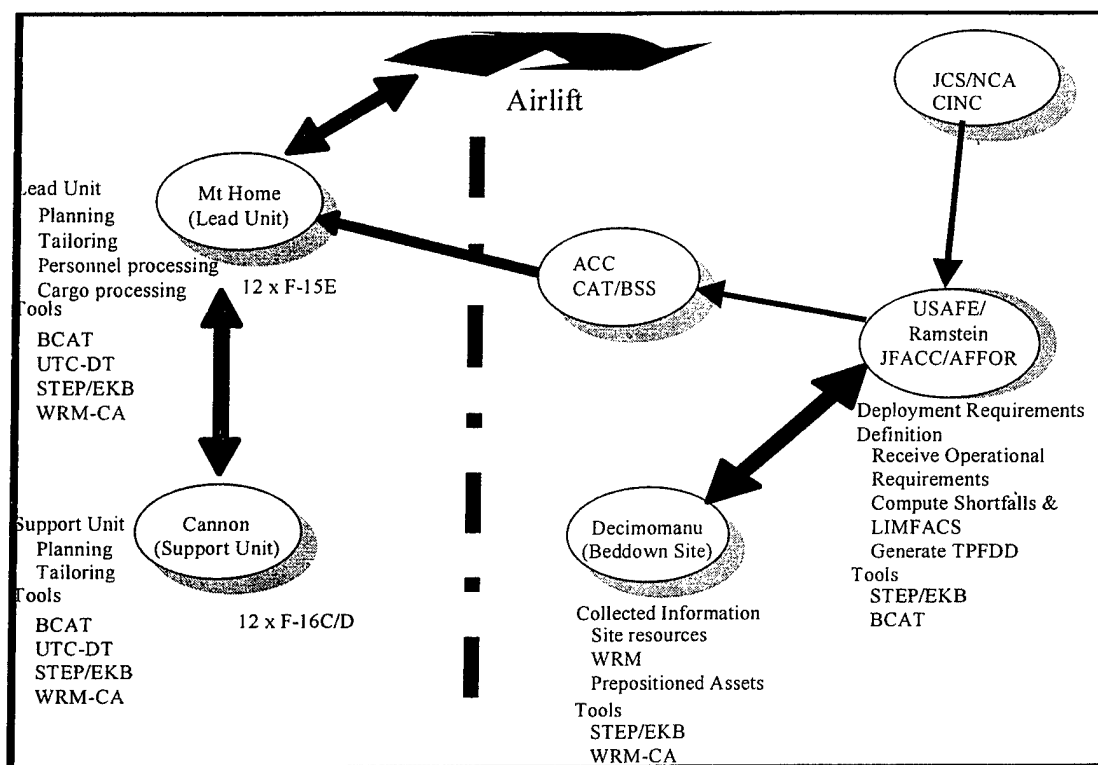 Airlift
JCS/NCA
CINC
Lead Unit
Planning
Tailoring
Personnel processing
Cargo processing
Tools
BCAT
UTC-DT
STEP/EKB
WRM-CA
Mt Home
(Lead Unit)
12 x F-15E
ACC
CAT/BSS
USAFE/
Ramstein
JFACC/AFFOR
Deployment Requirements
Definition
Receive Operational
Requirements
Compute Shortfalls &
LIMFACS
Generate TPFDD
Tools
STEP/EKB
BCAT
Support Unit
Planning
Tailoring
Tools
BCAT
UTC-DT
STEP/EKB
WRM-CA
Cannon
(Support Unit)
12 x F-16C/D
Decimomanu
(Beddown Site)
Collected Information
Site resources
WRM
Prepositioned Assets
Tools
STEP/EKB
WRM-CA